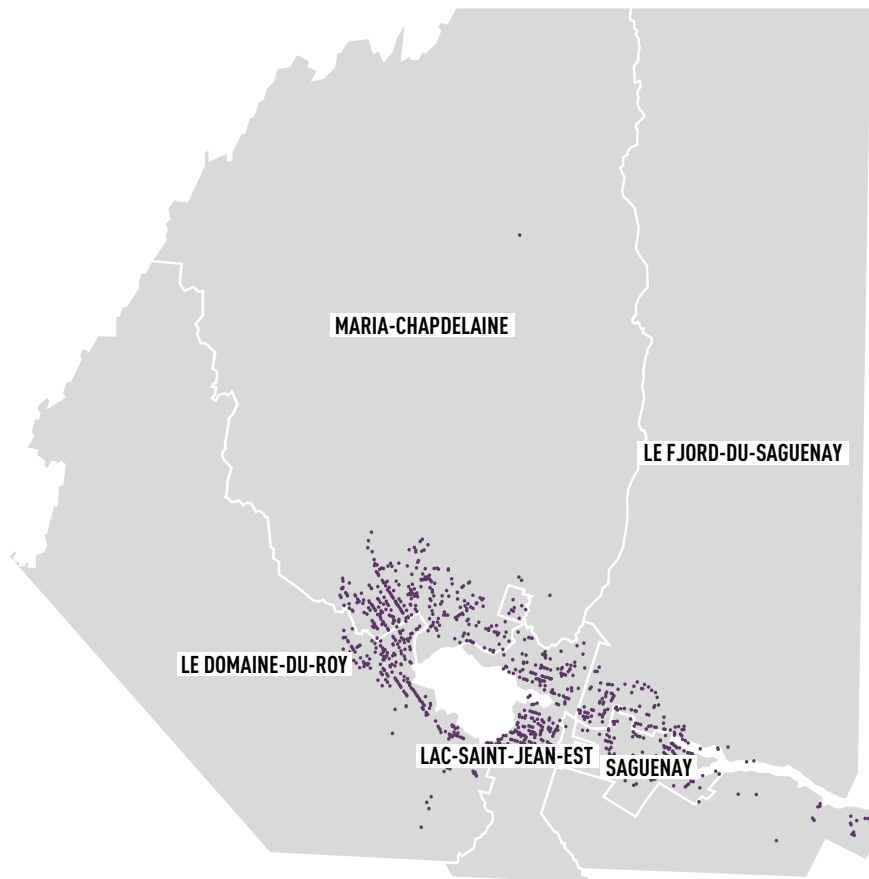 MARIA-CHAPDELAINE
LE FJORD-DU-SAGUENAY
LE DOMAINE-DU-ROY
LAC-SAINT-JEAN-EST
SAGUENAY